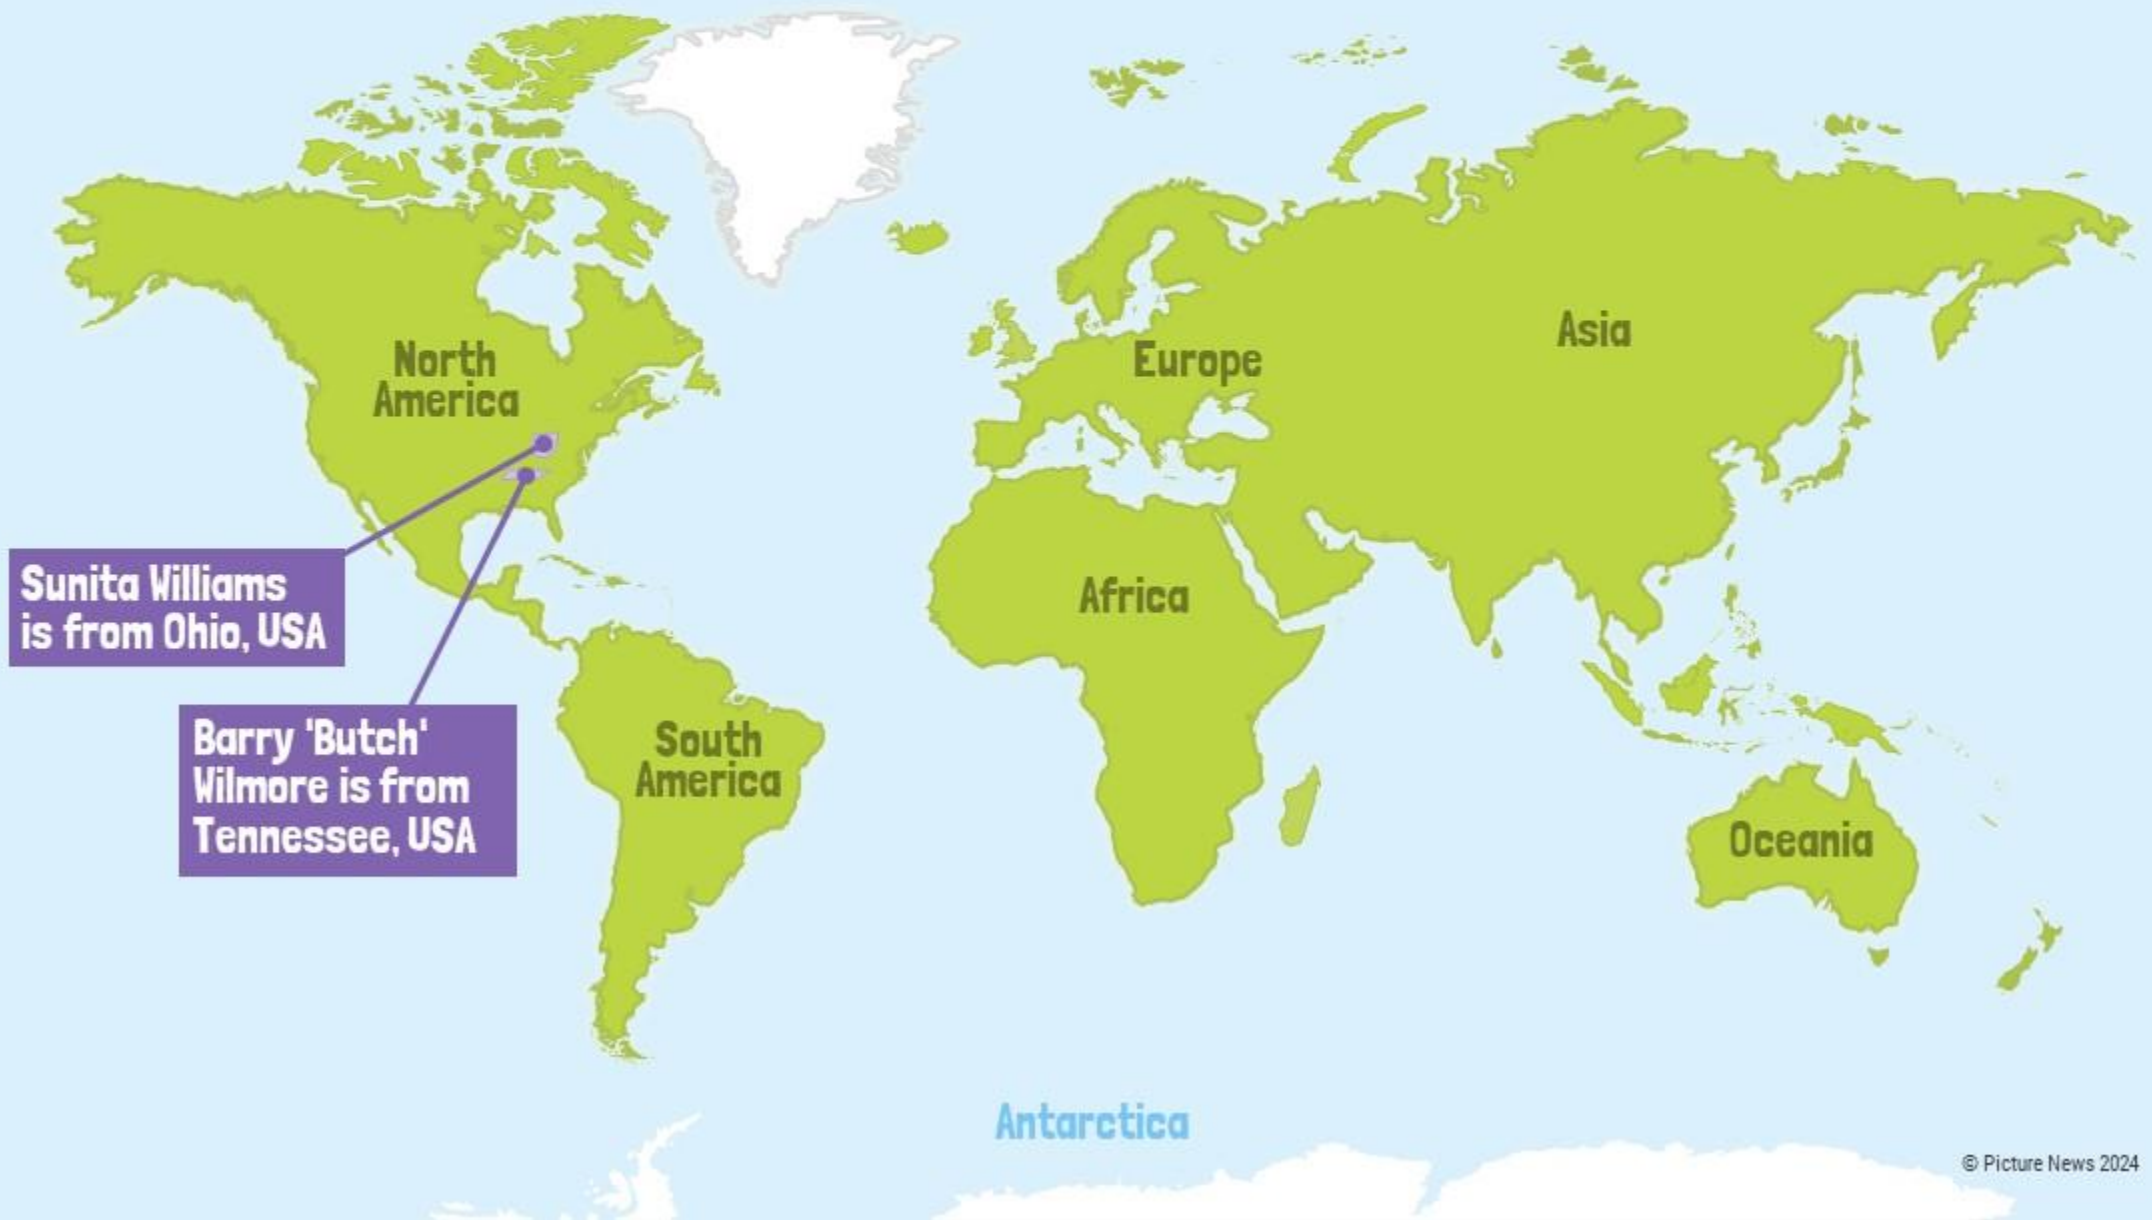 North
America
Europe
Asia
Sunita Williams
is from Ohio, USA
Africa
Barry 'Butch'
Wilmore is from
Tennessee, USA
South
America
Oceania
Antarctica
© Picture News 2024